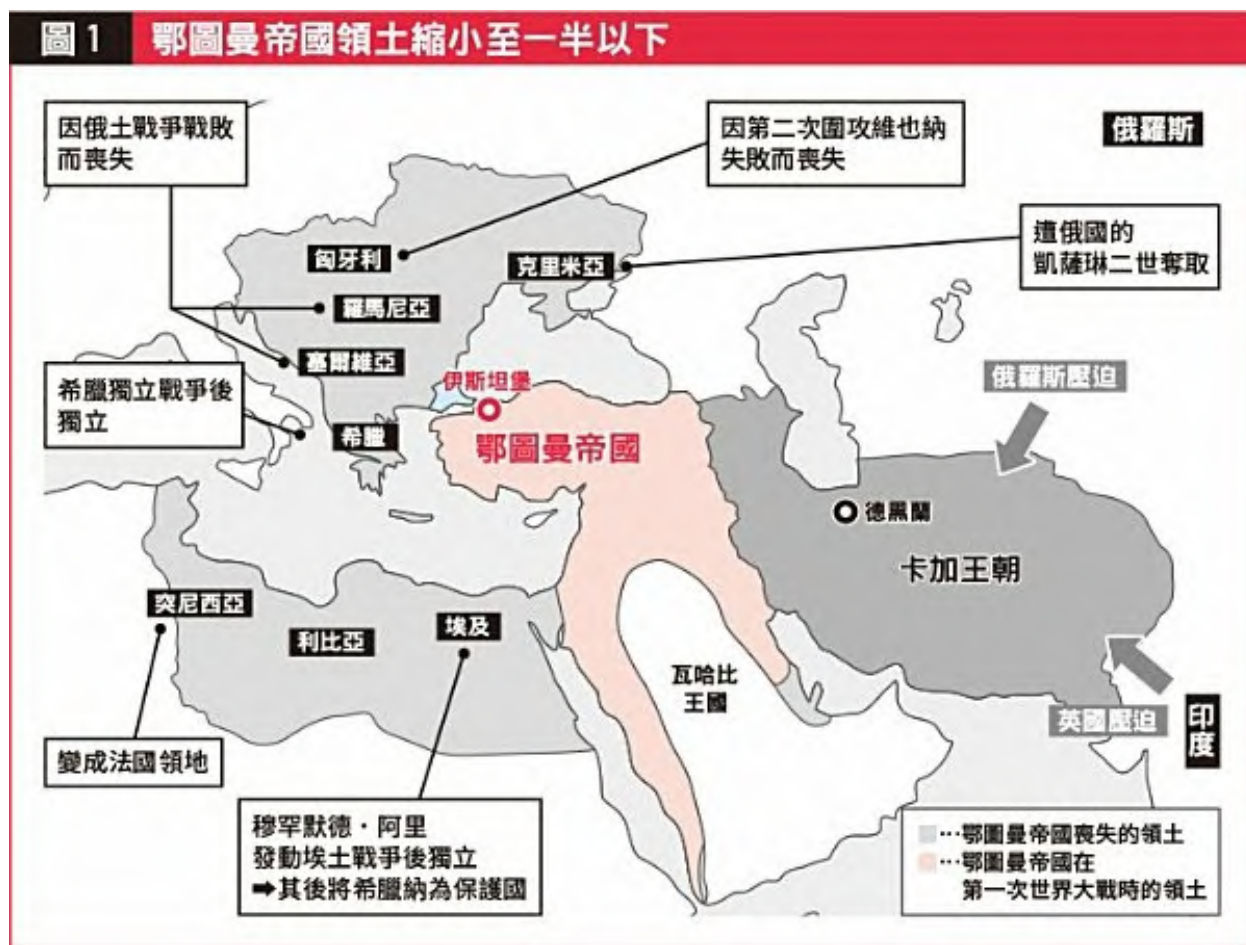 圖1 鄂圖曼帝國領土縮小至一半以下
因俄土戰爭戰敗
而喪失
因第二次圍攻維也納
失敗而喪失
俄羅斯
遭俄國的
凱薩琳二世奪取
匈牙利
克里米亞
羅馬尼亞
塞爾維亞
希臘獨立戰爭後
獨立
伊斯坦堡
俄羅斯壓迫
希臘
鄂圖曼帝國
德黑蘭
卡加王朝
突尼西亞
利比亞
埃及
瓦哈比
王國
英國壓迫
印度
變成法國領地
穆罕默德・阿里
發動埃土戰爭後獨立
➡其後將希臘納為保護國
…鄂圖曼帝國喪失的領土
…鄂圖曼帝國在
第一次世界大戰時的領土